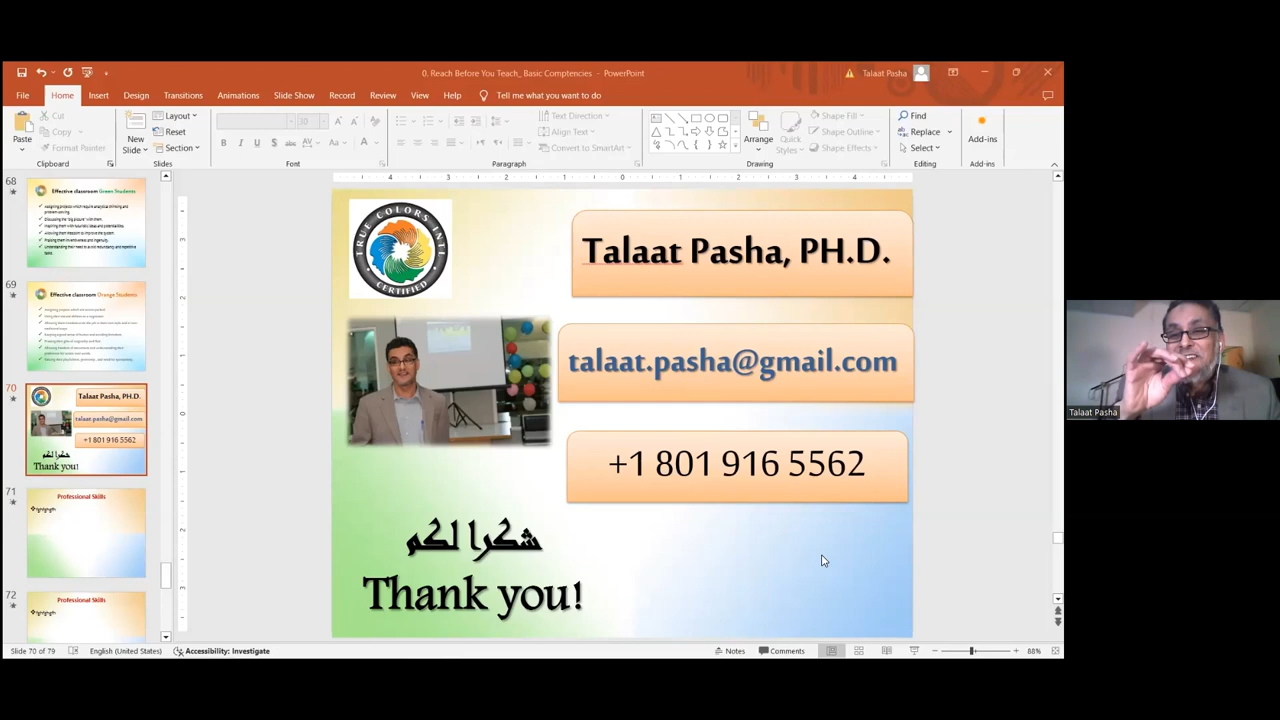 0. Reach Before You Teach_ Basic Comptencies - PowerPoint
Talaat Pasha
File Home Insert Design Transitions Animations Slide Show Record Review View Help Tell me what you want to do
Paste
Cut
Copy
Format Painter
Clipboard
New
Slide
Layout
Reset
Section
Slides
Font
Text Direction
Align Text
Convert to SmartArt
Paragraph
Arrange
Quick
Styles
Shape Fill
Shape Outline
Shape Effects
Drawing
Find
Replace
Select
Editing
Add-ins
Add-ins
68
Effective classroom Green Students
69
Effective classroom Orange Students
70
Talaat Pasha, PH.D.
talaat.pasha@gmail.com
+1 801 916 5562
شكرا لكم
Thank you!
71
Professional Skills
72
Professional Skills
TRUE COLORS INTL
CERTIFIED
Talaat Pasha, PH.D.
talaat.pasha@gmail.com
+1 801 916 5562
شكرا لكم
Thank you!
Talaat Pasha
Slide 70 of 79 English (United States) Accessibility: Investigate Notes Comments 88%